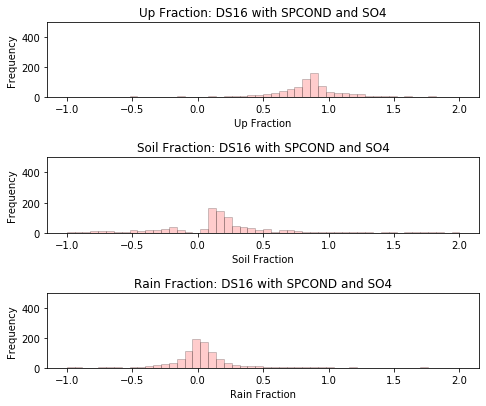 Up Fraction: DS16 with SPCOND and SO4
400
200
0
Frequency
−1.0 −0.5 0.0 0.5 1.0 1.5 2.0
Up Fraction
Soil Fraction: DS16 with SPCOND and SO4
400
200
0
Frequency
−1.0 −0.5 0.0 0.5 1.0 1.5 2.0
Soil Fraction
Rain Fraction: DS16 with SPCOND and SO4
400
200
0
Frequency
−1.0 −0.5 0.0 0.5 1.0 1.5 2.0
Rain Fraction